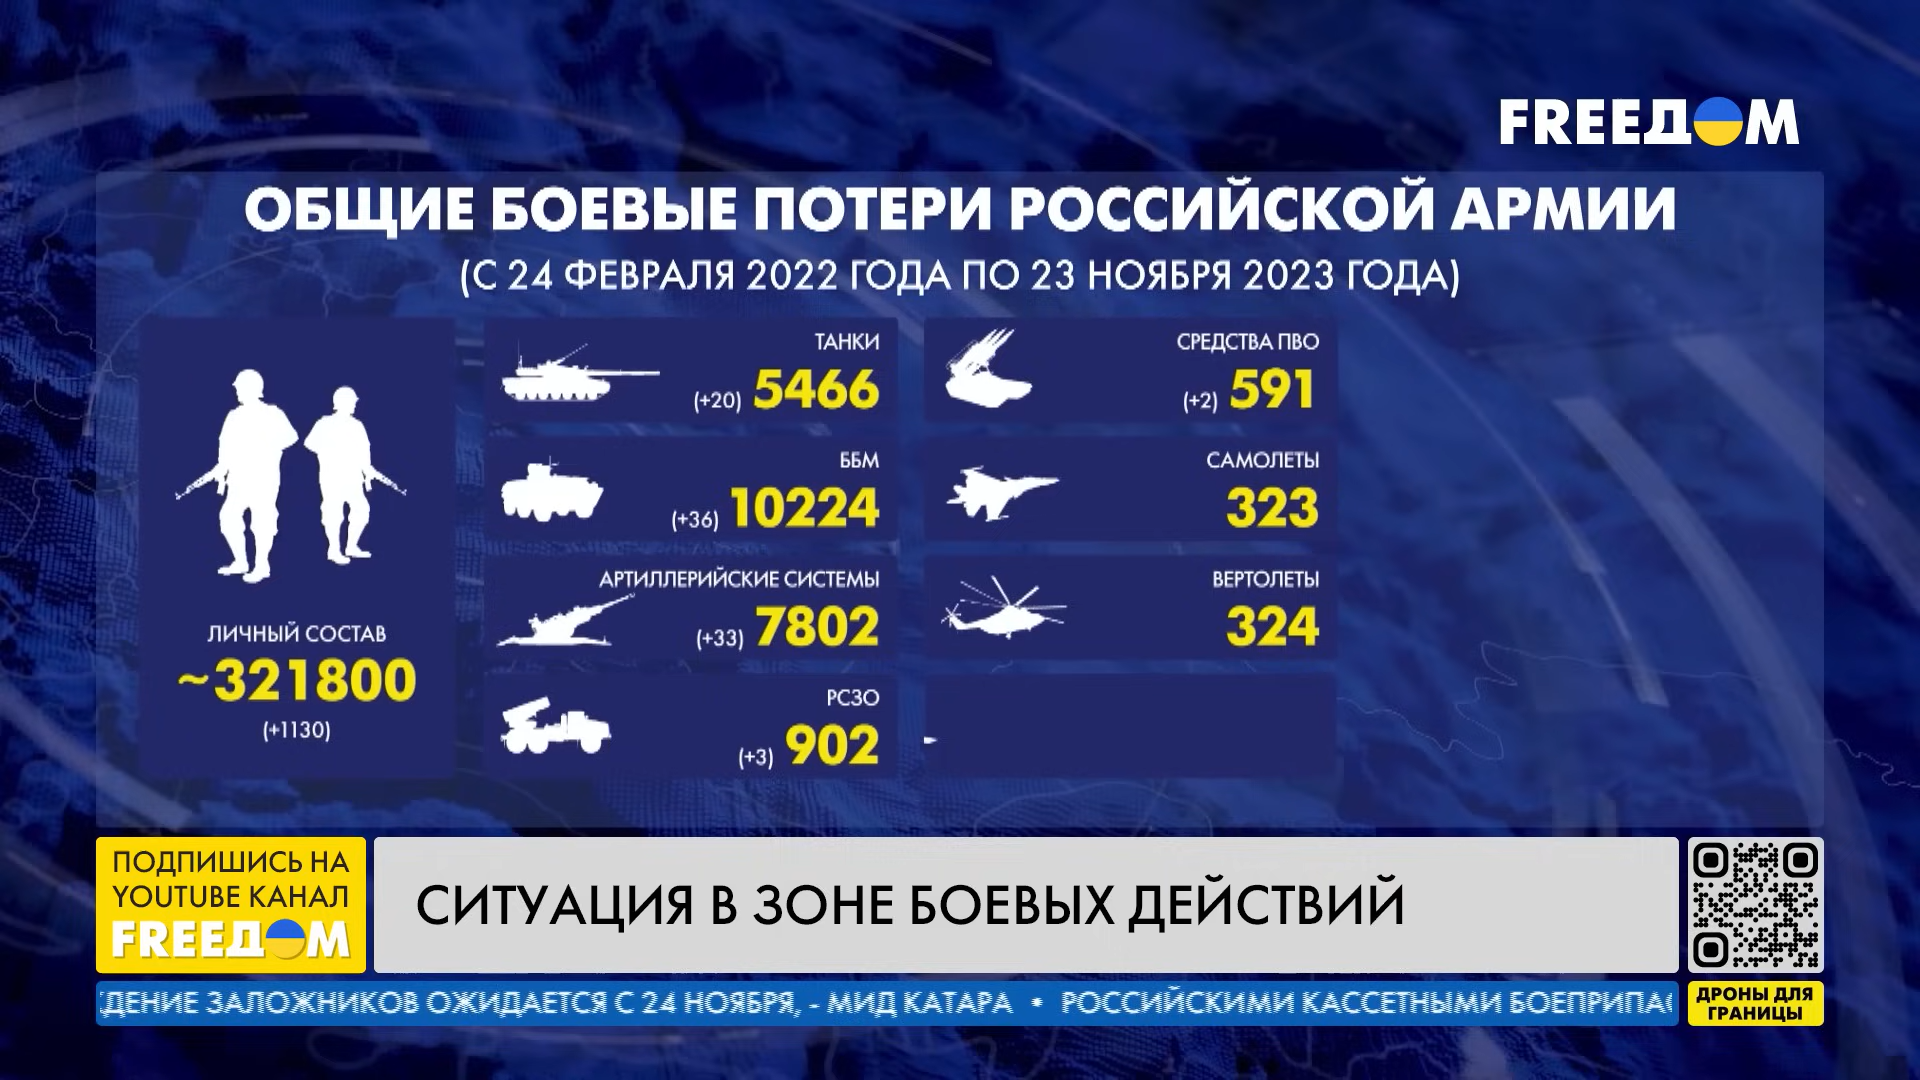 FREEДOM
ОБЩИЕ БОЕВЫЕ ПОТЕРИ РОССИЙСКОЙ АРМИИ
(С 24 ФЕВРАЛЯ 2022 ГОДА ПО 23 НОЯБРЯ 2023 ГОДА)
ЛИЧНЫЙ СОСТАВ
~321800
(+1130)
ТАНКИ
(+20) 5466
ББМ
(+36) 10224
АРТИЛЛЕРИЙСКИЕ СИСТЕМЫ
(+33) 7802
РСЗО
(+3) 902
СРЕДСТВА ПВО
(+2) 591
САМОЛЕТЫ
323
ВЕРТОЛЕТЫ
324
ПОДПИШИСЬ НА
YOUTUBE КАНАЛ
FREEДOM
СИТУАЦИЯ В ЗОНЕ БОЕВЫХ ДЕЙСТВИЙ
ЗАЛОЖНИКОВ ОЖИДАЕТСЯ С 24 НОЯБРЯ, - МИД КАТАРА • РОССИЙСКИМИ КАССЕТНЫМИ
ДРОНЫ ДЛЯ
ГРАНИЦЫ